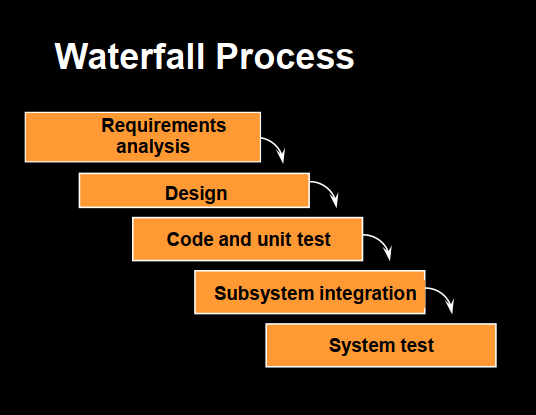 Waterfall Process
Requirements
analysis
Design
Code and unit test
Subsystem integration
System test